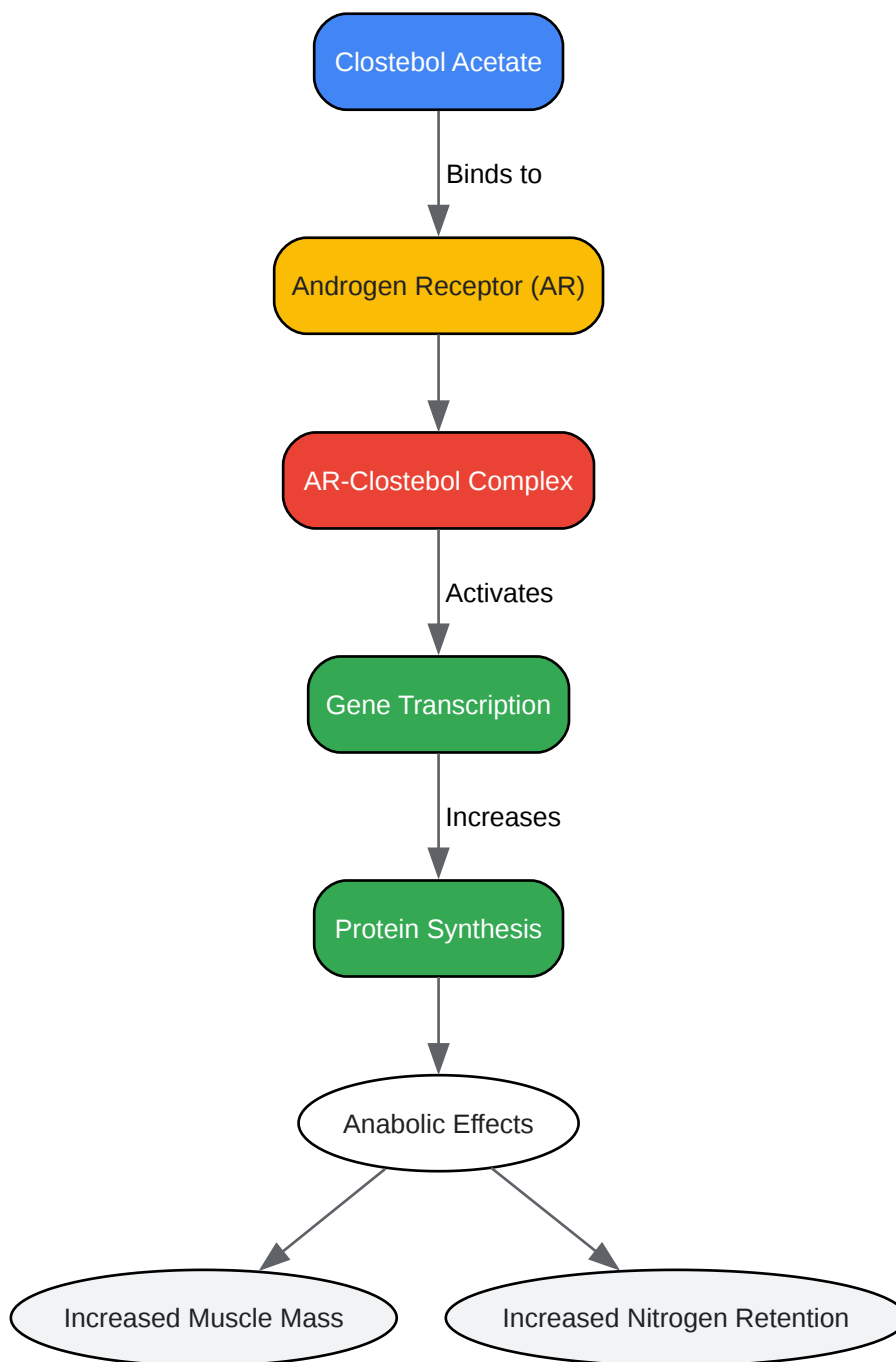 Clostebol Acetate
Binds to
Androgen Receptor (AR)
AR-Clostebol Complex
Activates
Gene Transcription
Increases
Protein Synthesis
Anabolic Effects
Increased Muscle Mass
Increased Nitrogen Retention